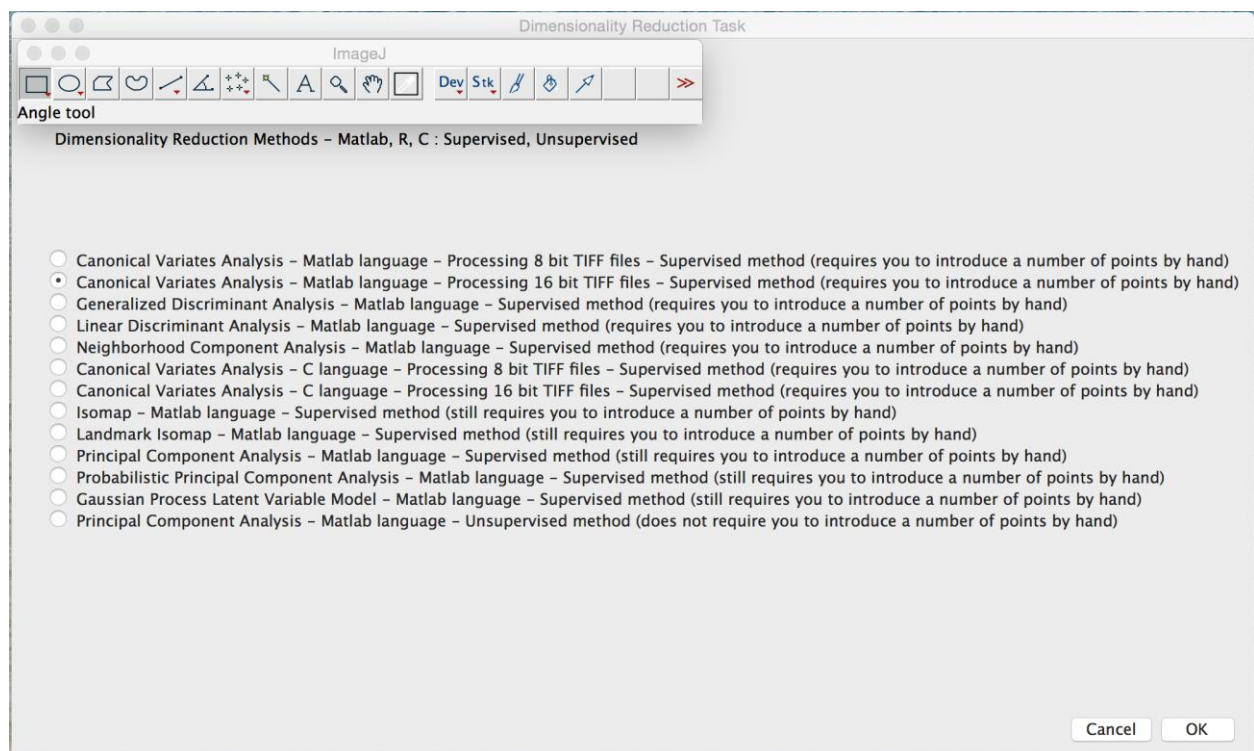 Dimensionality Reduction Task
ImageJ
A Dev Stk >>
Angle tool
Dimensionality Reduction Methods – Matlab, R, C : Supervised, Unsupervised
Canonical Variates Analysis – Matlab language – Processing 8 bit TIFF files – Supervised method (requires you to introduce a number of points by hand)
Canonical Variates Analysis – Matlab language – Processing 16 bit TIFF files – Supervised method (requires you to introduce a number of points by hand)
Generalized Discriminant Analysis – Matlab language – Supervised method (requires you to introduce a number of points by hand)
Linear Discriminant Analysis – Matlab language – Supervised method (requires you to introduce a number of points by hand)
Neighborhood Component Analysis – Matlab language – Supervised method (requires you to introduce a number of points by hand)
Canonical Variates Analysis – C language – Processing 8 bit TIFF files – Supervised method (requires you to introduce a number of points by hand)
Canonical Variates Analysis – C language – Processing 16 bit TIFF files – Supervised method (requires you to introduce a number of points by hand)
Isomap – Matlab language – Supervised method (still requires you to introduce a number of points by hand)
Landmark Isomap – Matlab language – Supervised method (still requires you to introduce a number of points by hand)
Principal Component Analysis – Matlab language – Supervised method (still requires you to introduce a number of points by hand)
Probabilistic Principal Component Analysis – Matlab language – Supervised method (still requires you to introduce a number of points by hand)
Gaussian Process Latent Variable Model – Matlab language – Supervised method (still requires you to introduce a number of points by hand)
Principal Component Analysis – Matlab language – Unsupervised method (does not require you to introduce a number of points by hand)
Cancel OK